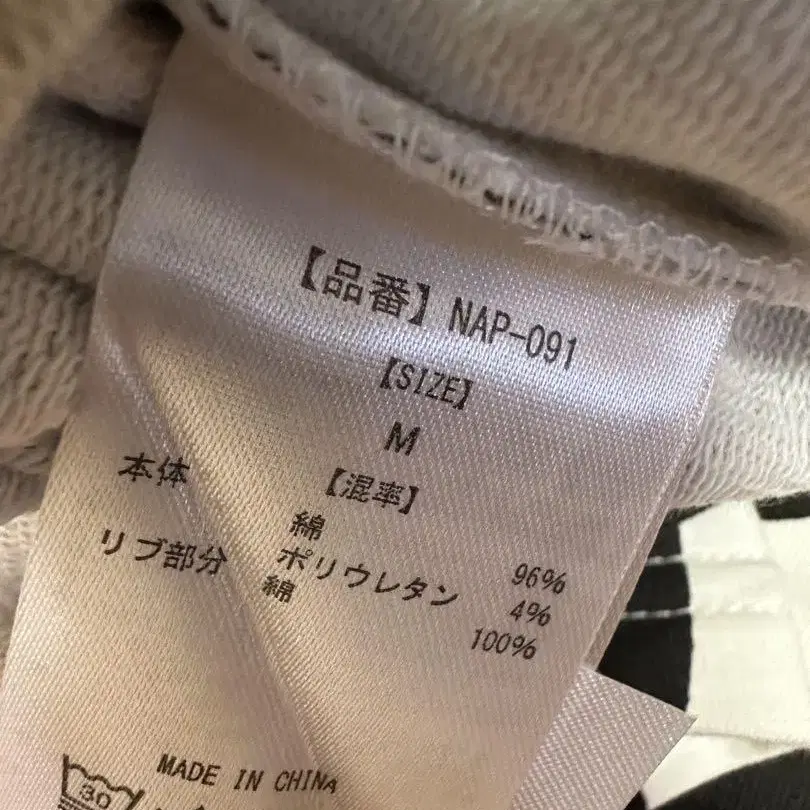 【品番】NAP-091
【SIZE】
M
【混率】
本体 綿 96%
ポリウレタン 4%
リブ部分 綿 100%
MADE IN CHINA
30